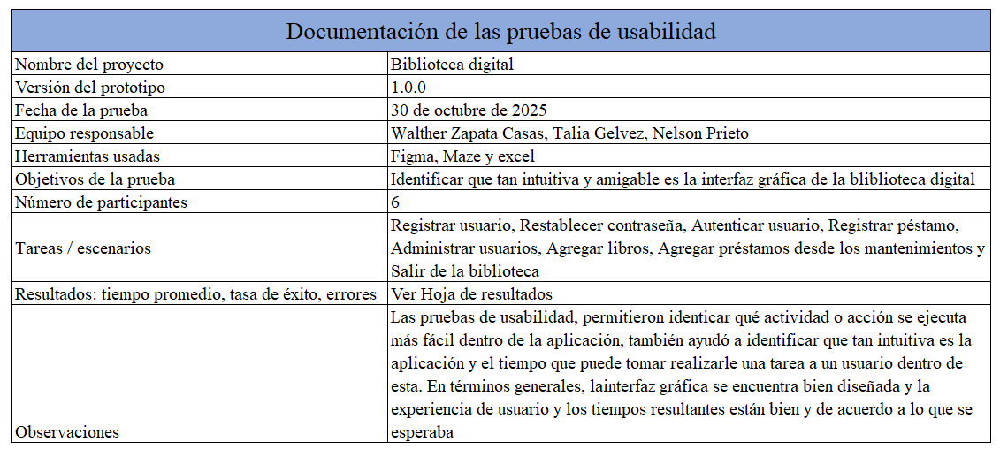 Documentación de las pruebas de usabilidad
Nombre del proyecto Biblioteca digital
Versión del prototipo 1.0.0
Fecha de la prueba 30 de octubre de 2025
Equipo responsable Walther Zapata Casas, Talia Gelvez, Nelson Prieto
Herramientas usadas Figma, Maze y excel
Objetivos de la prueba Identificar que tan intuitiva y amigable es la interfaz gráfica de la bliblioteca digital
Número de participantes 6
Tareas / escenarios
Registrar usuario, Restablecer contraseña, Autenticar usuario, Registrar péstamo,
Administrar usuarios, Agregar libros, Agregar préstamos desde los mantenimientos y
Salir de la biblioteca
Resultados: tiempo promedio, tasa de éxito, errores Ver Hoja de resultados
Observaciones
Las pruebas de usabilidad, permitieron identicar qué actividad o acción se ejecuta
más fácil dentro de la aplicación, también ayudó a identificar que tan intuitiva es la
aplicación y el tiempo que puede tomar realizarle una tarea a un usuario dentro de
esta. En términos generales, lainterfaz gráfica se encuentra bien diseñada y la
experiencia de usuario y los tiempos resultantes están bien y de acuerdo a lo que se
esperaba